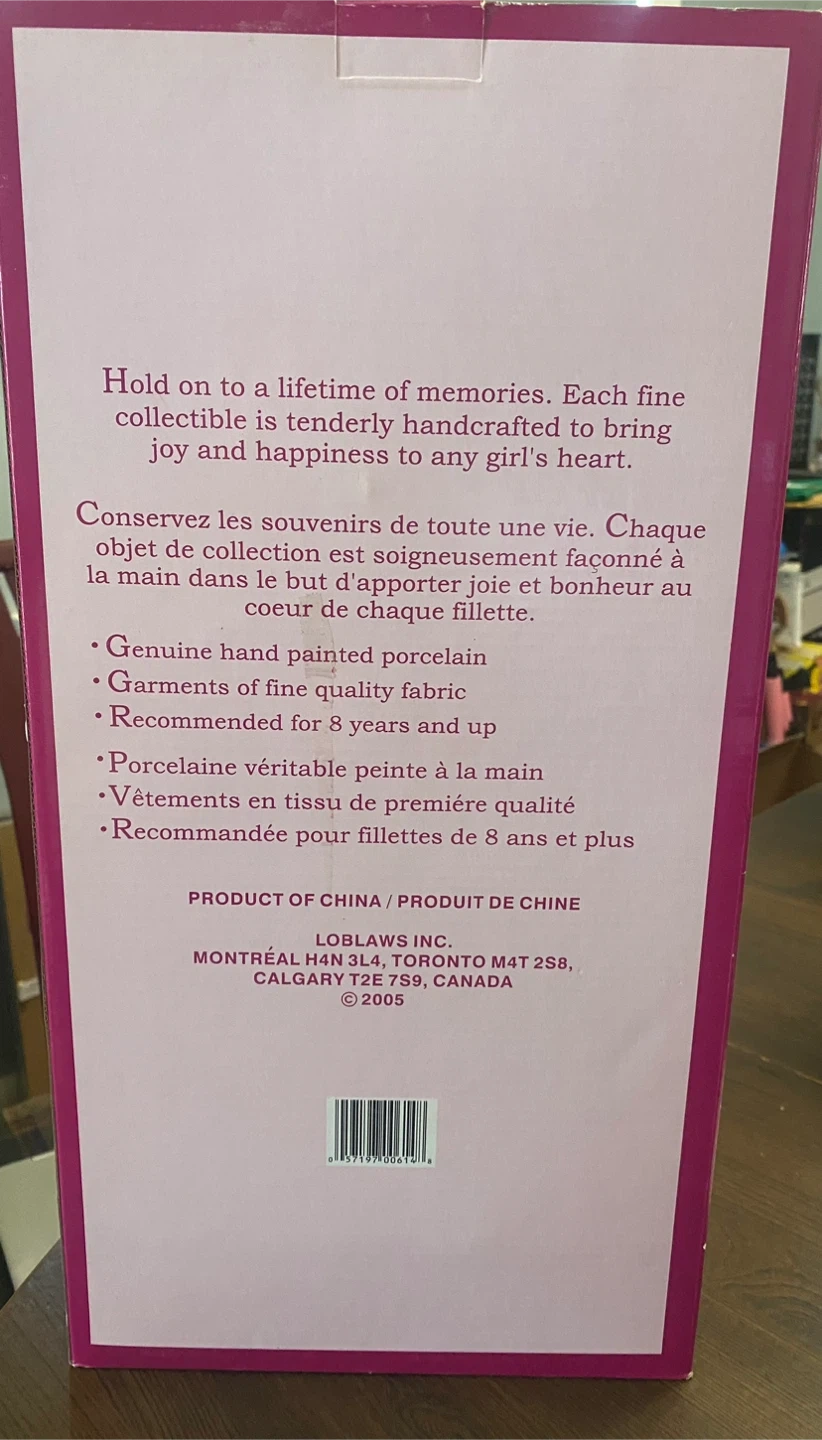 Hold on to a lifetime of memories. Each fine
collectible is tenderly handcrafted to bring
joy and happiness to any girl's heart.
Conservez les souvenirs de toute une vie. Chaque
objet de collection est soigneusement façonné à
la main dans le but d'apporter joie et bonheur au
coeur de chaque fillette.
• Genuine hand painted porcelain
• Garments of fine quality fabric
• Recommended for 8 years and up
• Porcelaine véritable peinte à la main
• Vêtements en tissu de premiére qualité
• Recommandée pour fillettes de 8 ans et plus
PRODUCT OF CHINA / PRODUIT DE CHINE
LOBLAWS INC.
MONTRÉAL H4N 3L4, TORONTO M4T 2S8,
CALGARY T2E 7S9, CANADA
© 2005
0 57197 00614 8